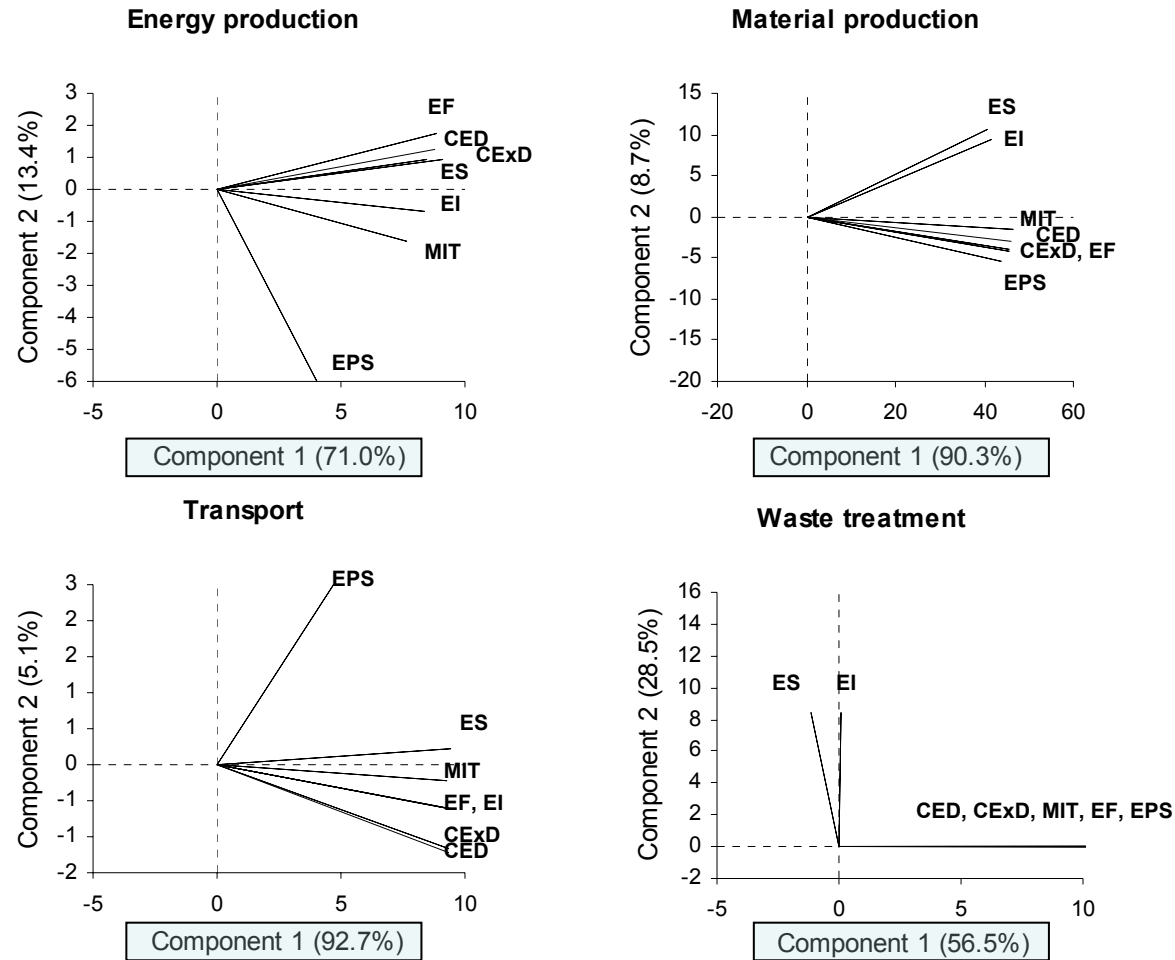 Energy production
Component 2 (13.4%)
3
2
1
0
-1
-2
-3
-4
-5
-6
-5
0
5
10
EF
CED
CExD
ES
EI
MIT
EPS
Component 1 (71.0%)
Material production
Component 2 (8.7%)
15
10
5
0
-5
-10
-15
-20
-20
0
20
40
60
ES
EI
MIT
CED
CExD, EF
EPS
Component 1 (90.3%)
Transport
Component 2 (5.1%)
3
2
2
1
1
0
-1
-1
-2
-5
0
5
10
EPS
ES
MIT
EF, EI
CExD
CED
Component 1 (92.7%)
Waste treatment
Component 2 (28.5%)
16
14
12
10
8
6
4
2
0
-2
-5
0
5
10
ES
EI
CED, CExD, MIT, EF, EPS
Component 1 (56.5%)